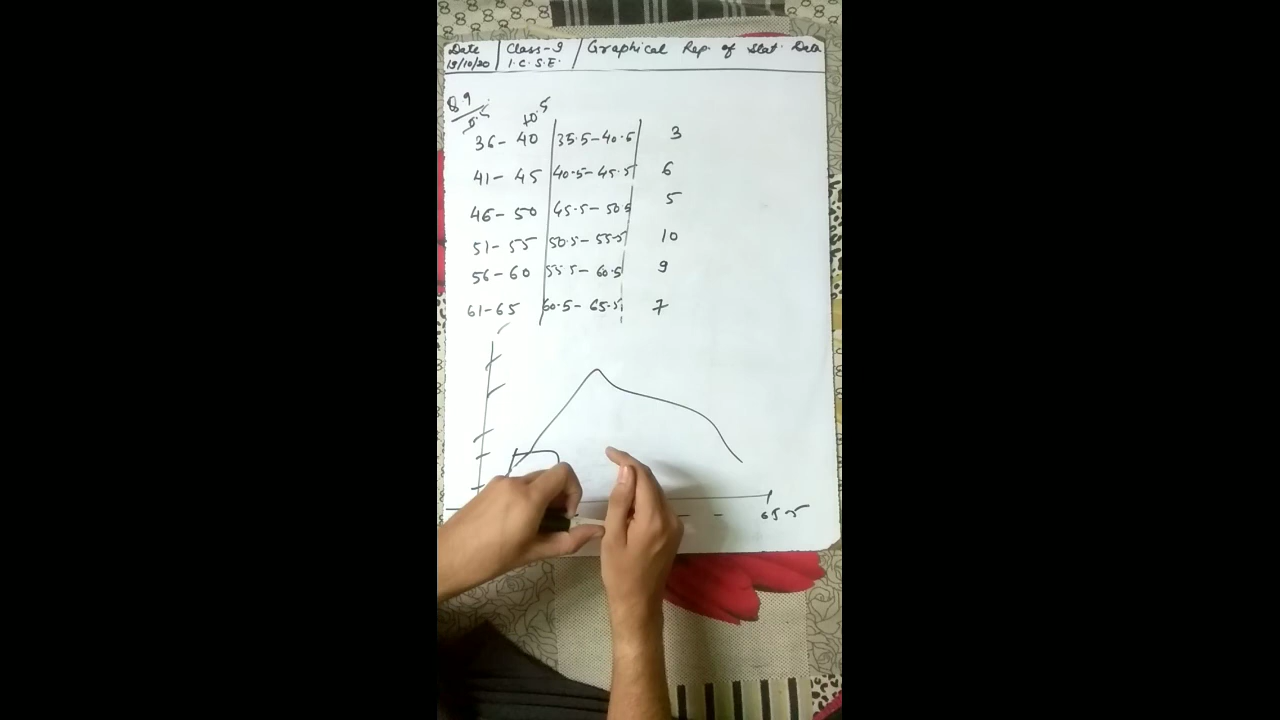 Date | Class-9 | Graphical Rep. of Stat. Data
19/10/20 | I.C.S.E.
Q.9
36-40 35.5-40.5 3
41-45 40.5-45.5 6
46-50 45.5-50.5 5
51-55 50.5-55.5 10
56-60 55.5-60.5 9
61-65 60.5-65.5 7
65.5